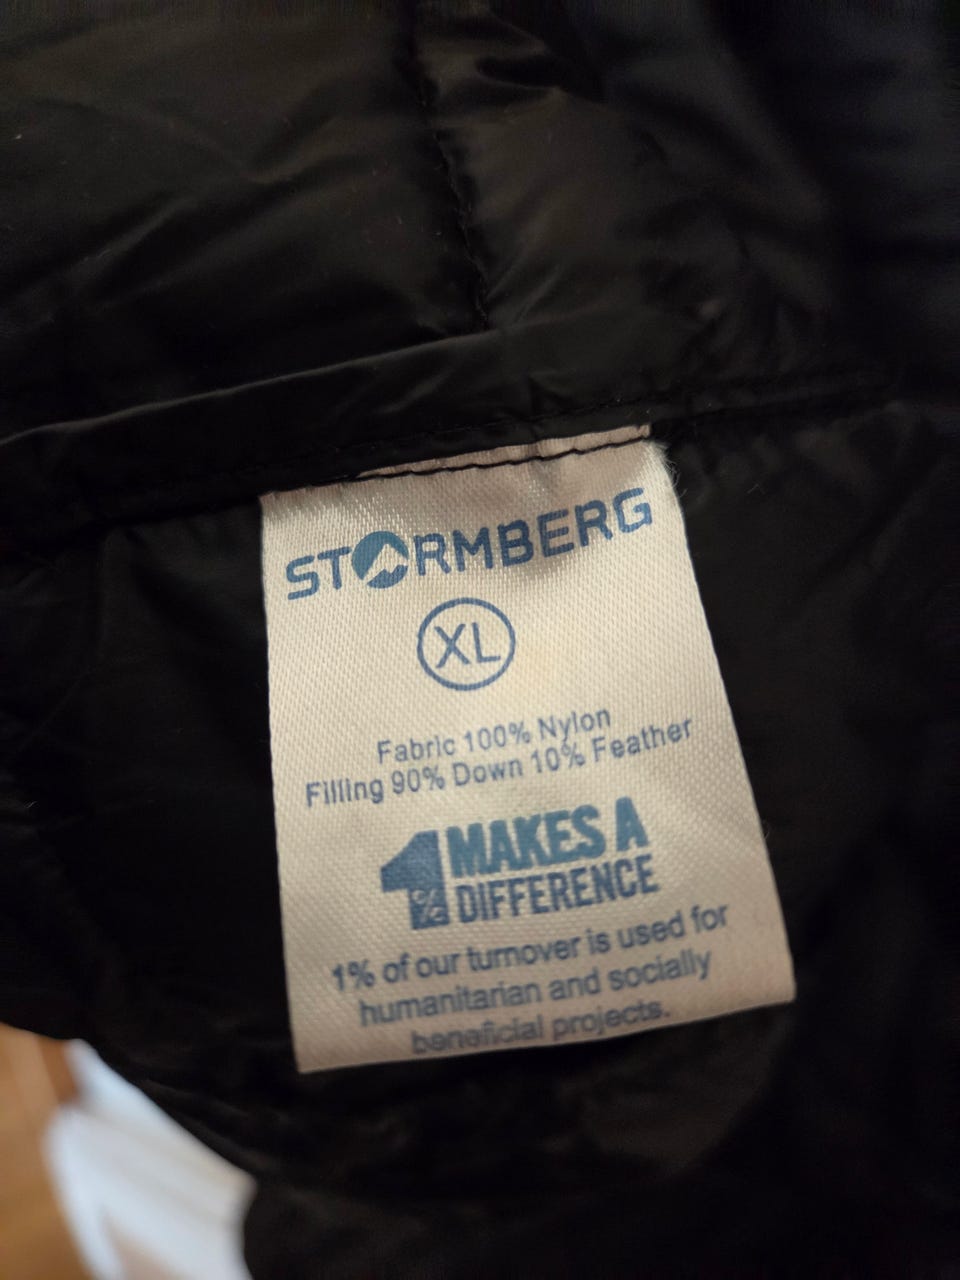 STORMBERG
XL
Fabric 100% Nylon
Filling 90% Down 10% Feather
1% MAKES A
DIFFERENCE
1% of our turnover is used for
humanitarian and socially
beneficial projects.